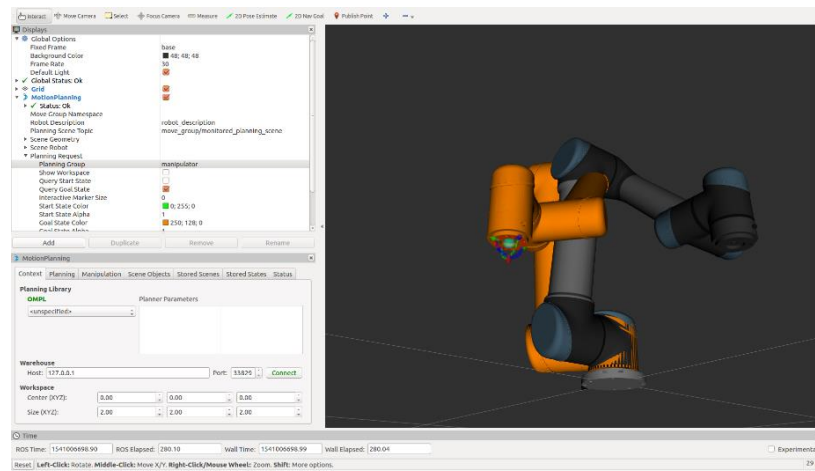 Interact Move Camera Select Focus Camera Measure 2D Pose Estimate 2D Nav Goal Publish Point
Displays
Global Options
Fixed Frame base
Background Color 48; 48; 48
Frame Rate 30
Default Light
Global Status: Ok
Grid
MotionPlanning
Status: Ok
Move Group Namespace
Robot Description robot_description
Planning Scene Topic move_group/monitored_planning_scene
Scene Geometry
Scene Robot
Planning Request
Planning Group manipulator
Show Workspace
Query Start State
Query Goal State
Interactive Marker Size 0
Start State Color 0; 255; 0
Start State Alpha 1
Goal State Color 250; 128; 0
Goal State Alpha 1
Add Duplicate Remove Rename
MotionPlanning
Context Planning Manipulation Scene Objects Stored Scenes Stored States Status
Planning Library
OMPL Planner Parameters
<unspecified>
Warehouse
Host: 127.0.0.1 Port: 33829 Connect
Workspace
Center (XYZ): 0.00 0.00 0.00
Size (XYZ): 2.00 2.00 2.00
Time
ROS Time: 1541006698.90 ROS Elapsed: 280.10 Wall Time: 1541006698.99 Wall Elapsed: 280.04 Experimenta
Reset Left-Click: Rotate. Middle-Click: Move X/Y. Right-Click/Mouse Wheel: Zoom. Shift: More options. 29